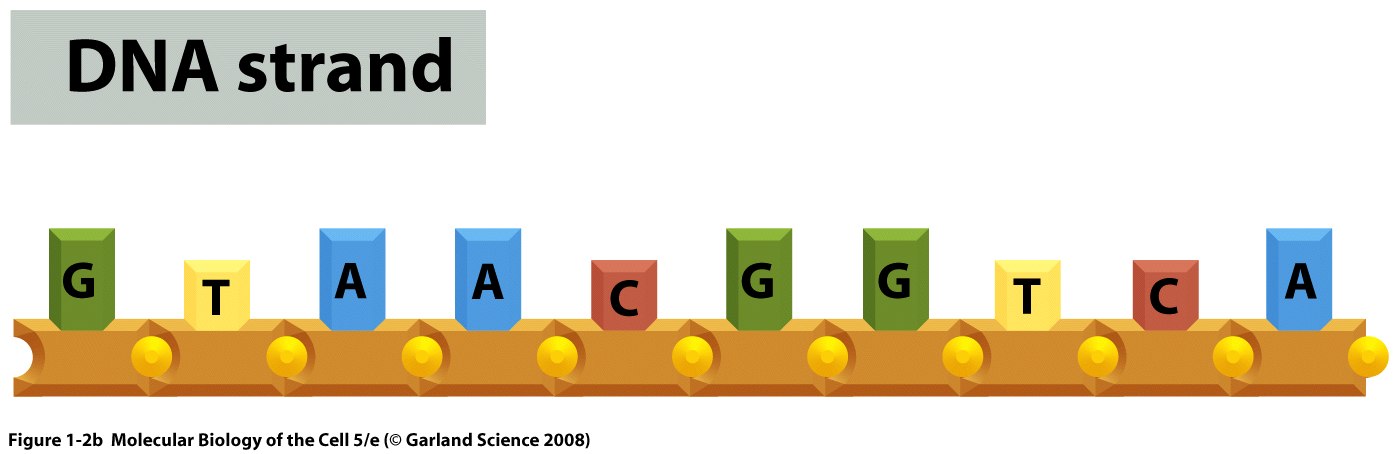 DNA strand
G T A A C G G T C A
Figure 1-2b Molecular Biology of the Cell 5/e (© Garland Science 2008)